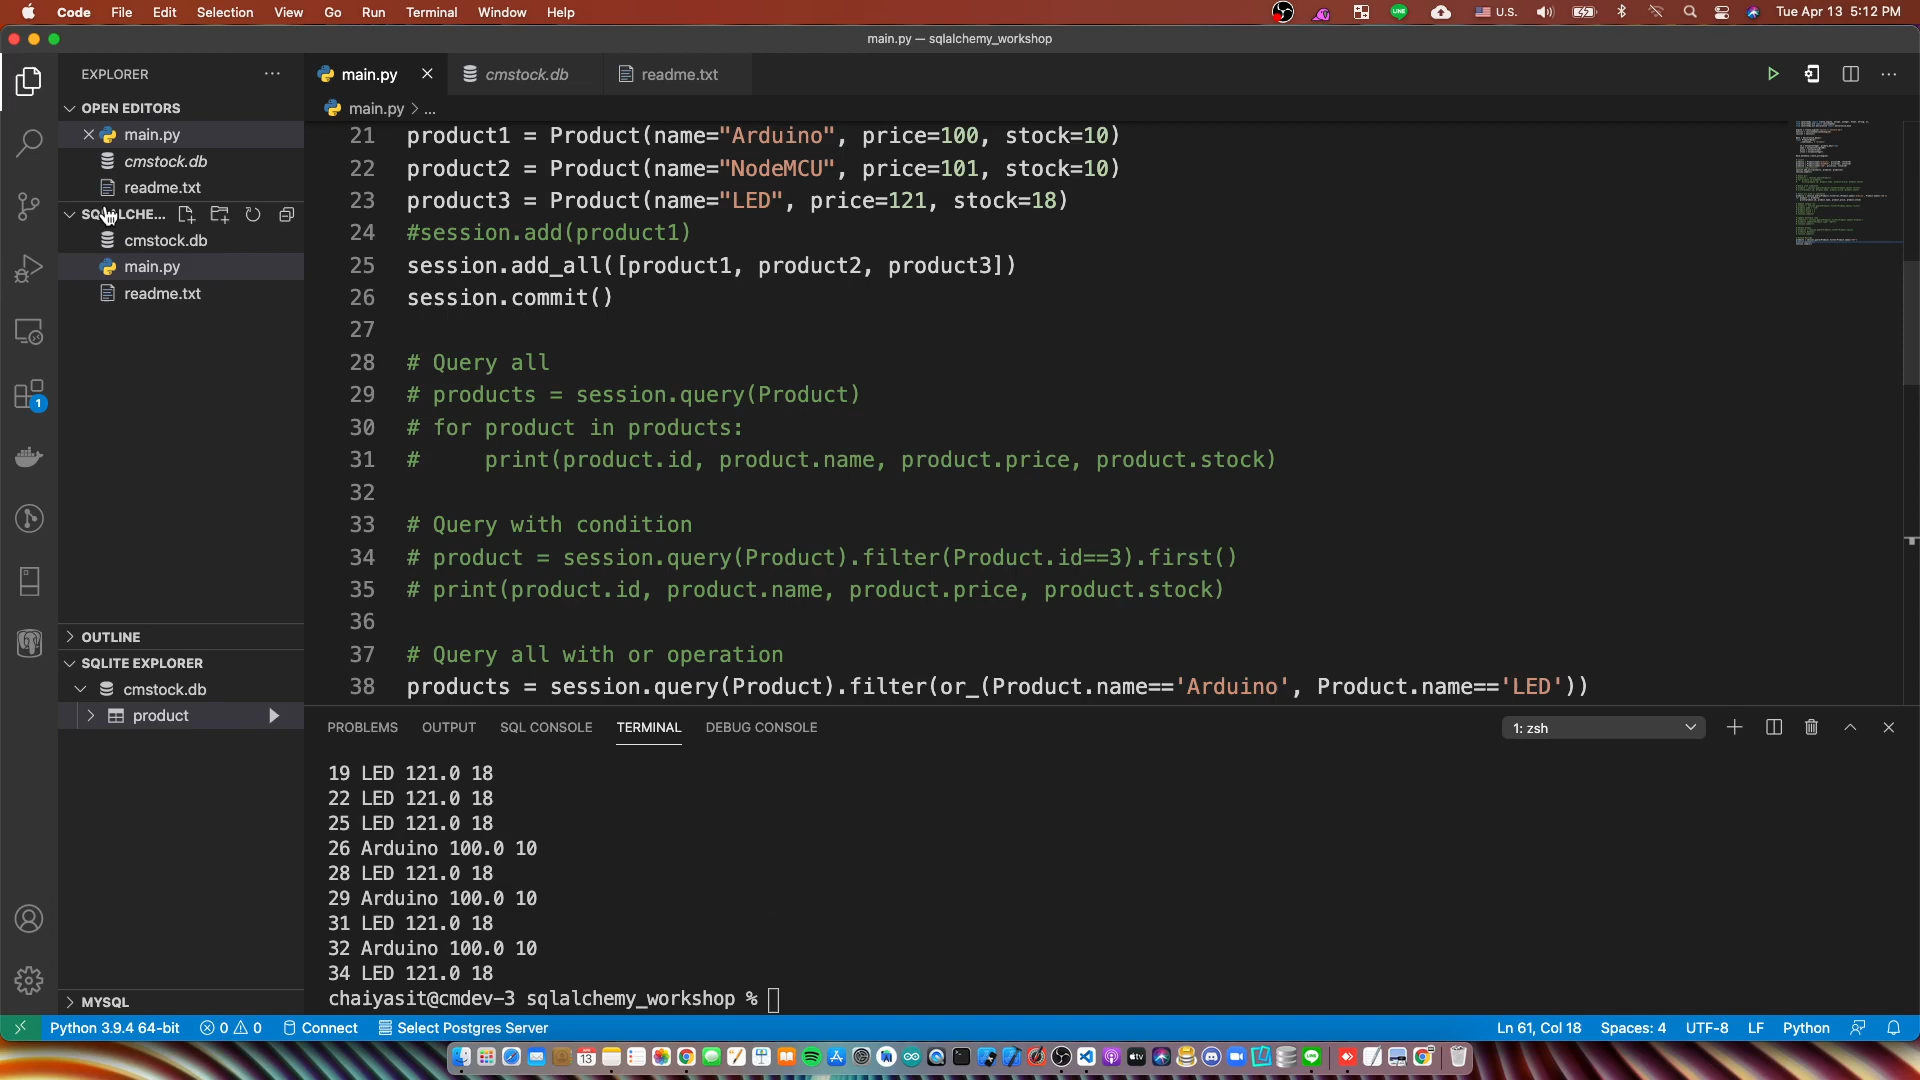 Code File Edit Selection View Go Run Terminal Window Help
LINE U.S. Tue Apr 13 5:12 PM
main.py — sqlalchemy_workshop
EXPLORER
main.py
cmstock.db
readme.txt
OPEN EDITORS
main.py > ...
main.py
cmstock.db
readme.txt
cmstock.db
main.py
readme.txt
21 product1 = Product(name="Arduino", price=100, stock=10)
22 product2 = Product(name="NodeMCU", price=101, stock=10)
23 product3 = Product(name="LED", price=121, stock=18)
24 #session.add(product1)
25 session.add_all([product1, product2, product3])
26 session.commit()
27
28 # Query all
29 # products = session.query(Product)
30 # for product in products:
31 #     print(product.id, product.name, product.price, product.stock)
32
33 # Query with condition
34 # product = session.query(Product).filter(Product.id==3).first()
35 # print(product.id, product.name, product.price, product.stock)
36
37 # Query all with or operation
38 products = session.query(Product).filter(or_(Product.name=='Arduino', Product.name=='LED'))
1
OUTLINE
SQLITE EXPLORER
cmstock.db
product
MYSQL
PROBLEMS OUTPUT SQL CONSOLE TERMINAL DEBUG CONSOLE
1: zsh
19 LED 121.0 18
22 LED 121.0 18
25 LED 121.0 18
26 Arduino 100.0 10
28 LED 121.0 18
29 Arduino 100.0 10
31 LED 121.0 18
32 Arduino 100.0 10
34 LED 121.0 18
chaiyasit@cmdev-3 sqlalchemy_workshop %
Python 3.9.4 64-bit 0 0 Connect Select Postgres Server
Ln 61, Col 18 Spaces: 4 UTF-8 LF Python
13
tv